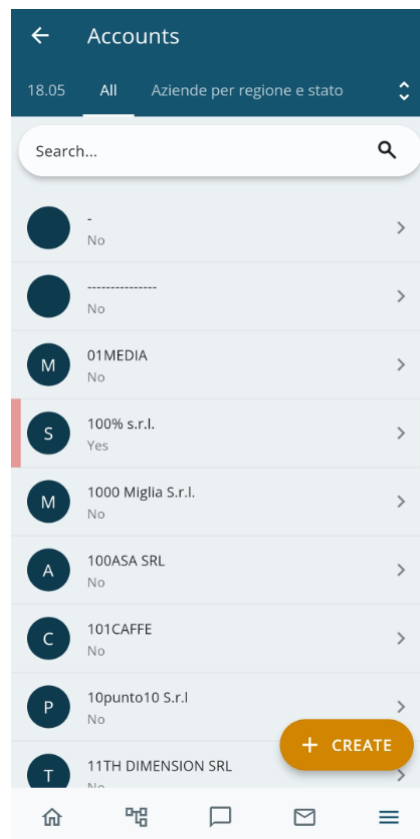 Accounts
18.05 All Aziende per regione e stato
Search...
-
No
---------------
No
M 01MEDIA
No
S 100% s.r.l.
Yes
M 1000 Miglia S.r.l.
No
A 100ASA SRL
No
C 101CAFFE
No
P 10punto10 S.r.l
No
+ CREATE
T 11TH DIMENSION SRL
No